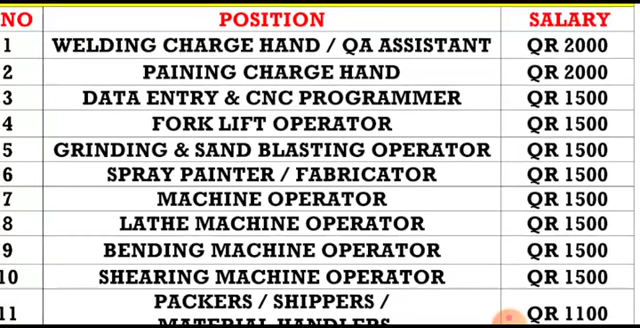 NO POSITION SALARY
1 WELDING CHARGE HAND / QA ASSISTANT QR 2000
2 PAINING CHARGE HAND QR 2000
3 DATA ENTRY & CNC PROGRAMMER QR 1500
4 FORK LIFT OPERATOR QR 1500
5 GRINDING & SAND BLASTING OPERATOR QR 1500
6 SPRAY PAINTER / FABRICATOR QR 1500
7 MACHINE OPERATOR QR 1500
8 LATHE MACHINE OPERATOR QR 1500
9 BENDING MACHINE OPERATOR QR 1500
10 SHEARING MACHINE OPERATOR QR 1500
11 PACKERS / SHIPPERS / QR 1100
MATERIAL HANDLERS